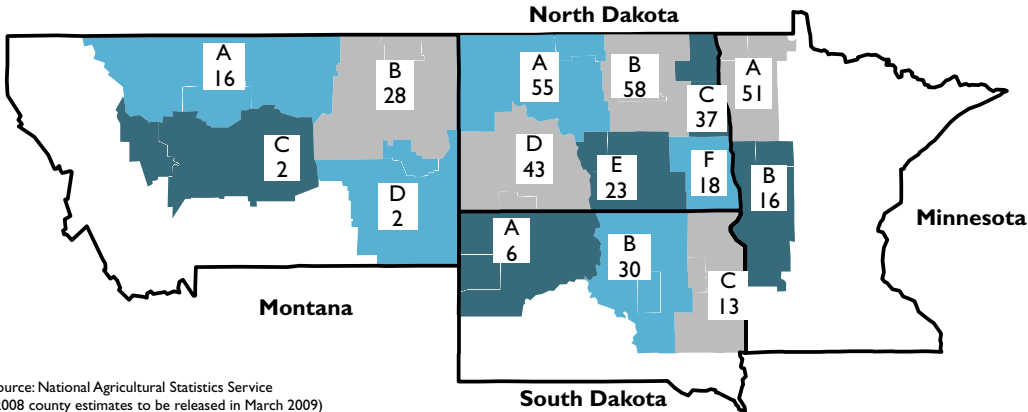 North Dakota
A
16
B
28
C
2
D
2
A
55
B
58
C
37
D
43
E
23
F
18
A
51
B
16
A
6
B
30
C
13
Minnesota
Montana
South Dakota
ource: National Agricultural Statistics Service
2008 county estimates to be released in March 2009)